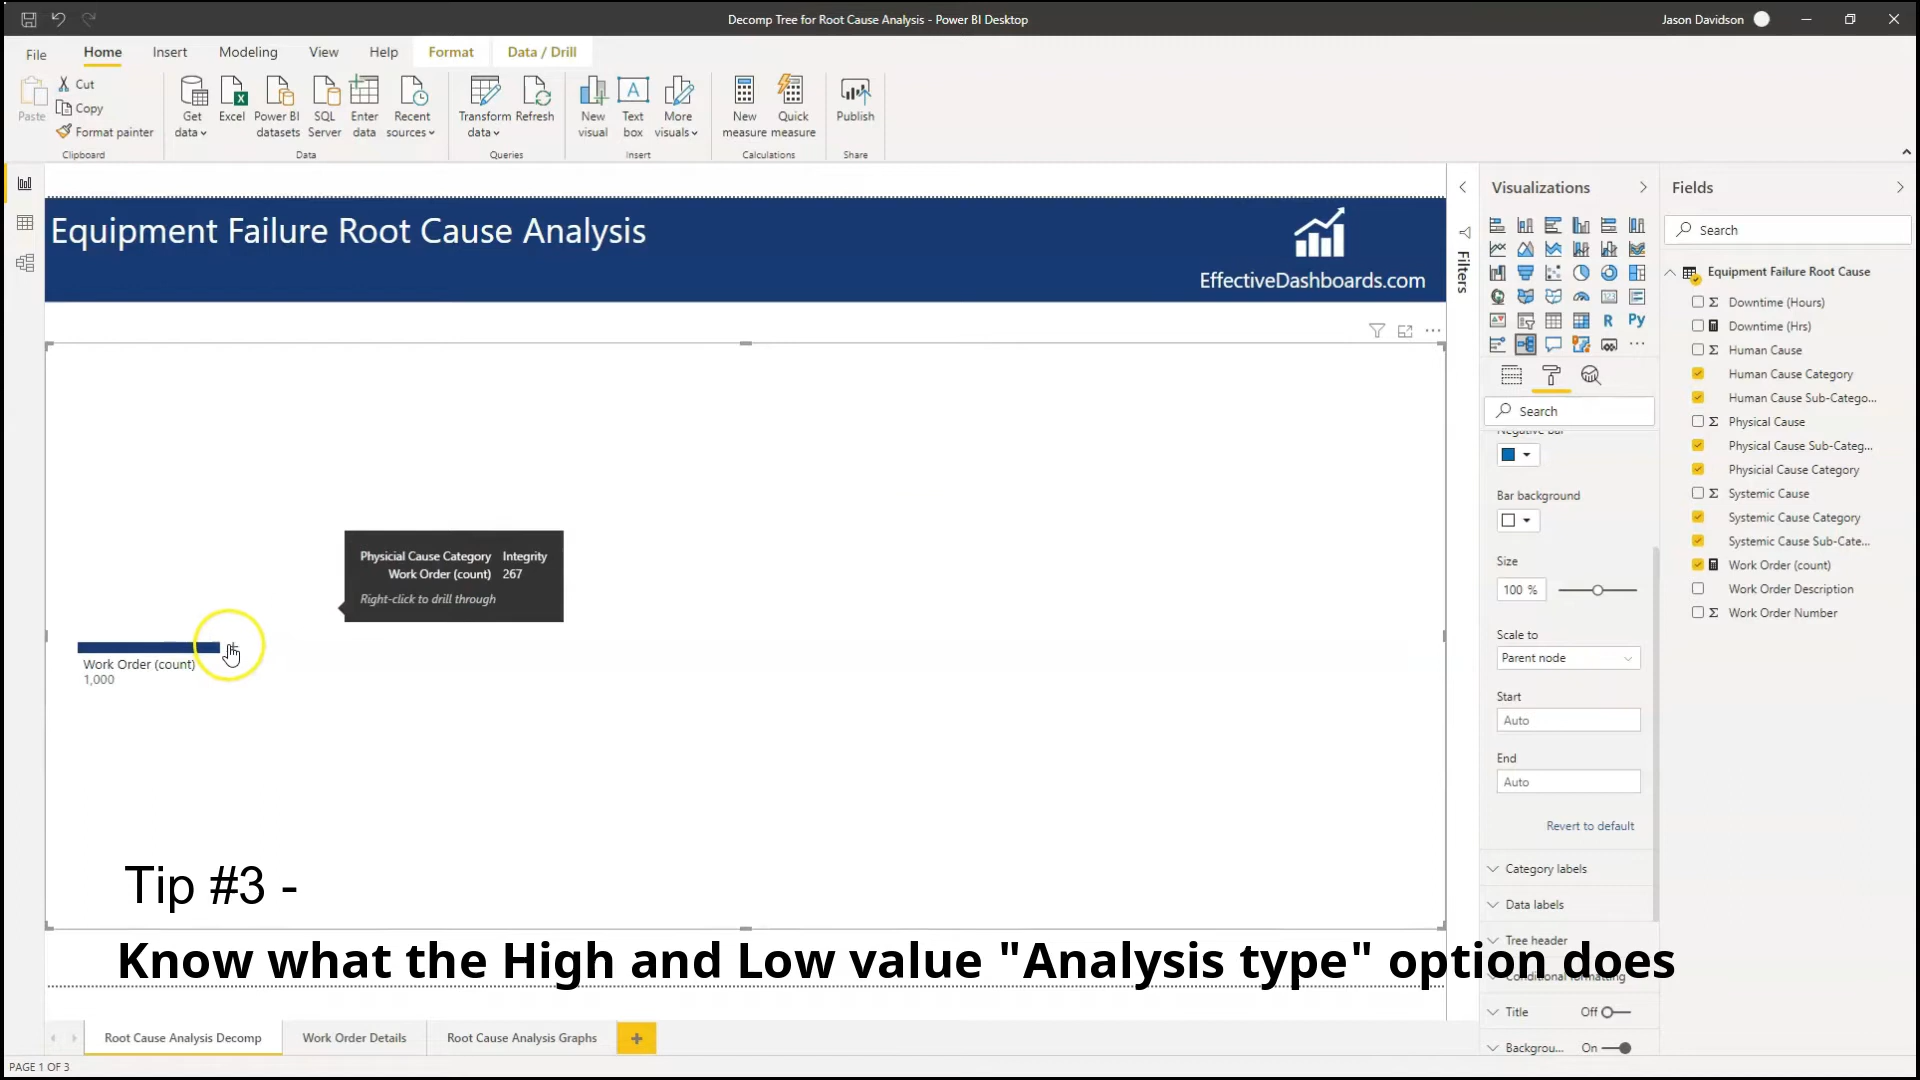 Decomp Tree for Root Cause Analysis - Power BI Desktop
Jason Davidson
File
Home
Insert
Modeling
View
Help
Format
Data / Drill
Paste
Cut
Copy
Format painter
Clipboard
Get data
Excel
Power BI datasets
SQL Server
Enter data
Recent sources
Data
Transform data
Refresh
Queries
New visual
Text box
More visuals
Insert
New measure
Quick measure
Calculations
Publish
Share
Equipment Failure Root Cause Analysis
EffectiveDashboards.com
Physicial Cause Category Integrity
Work Order (count) 267
Right-click to drill through
Work Order (count)
1,000
Tip #3 -
Know what the High and Low value "Analysis type" option does
Filters
Visualizations
R
Py
Search
Negative bar
Bar background
Size
100 %
Scale to
Parent node
Start
Auto
End
Auto
Revert to default
Category labels
Data labels
Tree header
Conditional formatting
Title Off
Backgrou... On
Fields
Search
Equipment Failure Root Cause
Downtime (Hours)
Downtime (Hrs)
Human Cause
Human Cause Category
Human Cause Sub-Catego...
Physical Cause
Physical Cause Sub-Categ...
Physicial Cause Category
Systemic Cause
Systemic Cause Category
Systemic Cause Sub-Cate...
Work Order (count)
Work Order Description
Work Order Number
Root Cause Analysis Decomp
Work Order Details
Root Cause Analysis Graphs
PAGE 1 OF 3